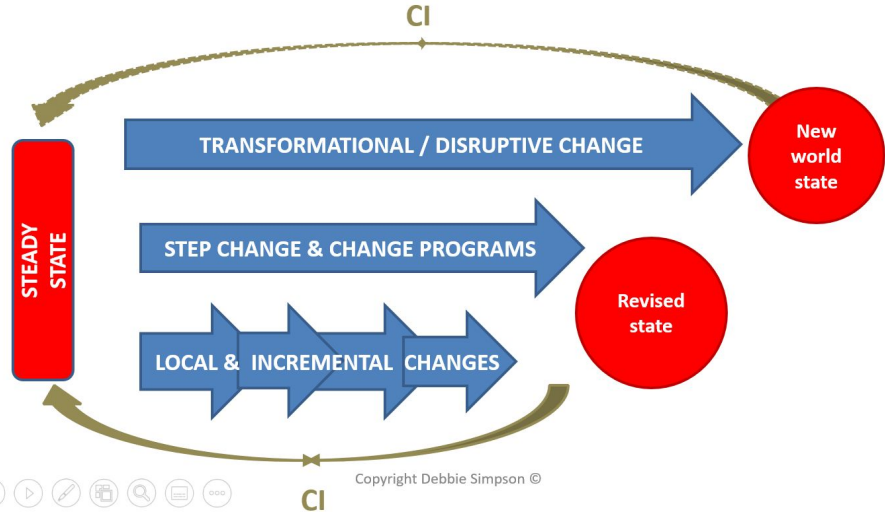 CI
TRANSFORMATIONAL / DISRUPTIVE CHANGE
New
world
state
STEADY
STATE
STEP CHANGE & CHANGE PROGRAMS
Revised
state
LOCAL & INCREMENTAL CHANGES
Copyright Debbie Simpson ©
CI